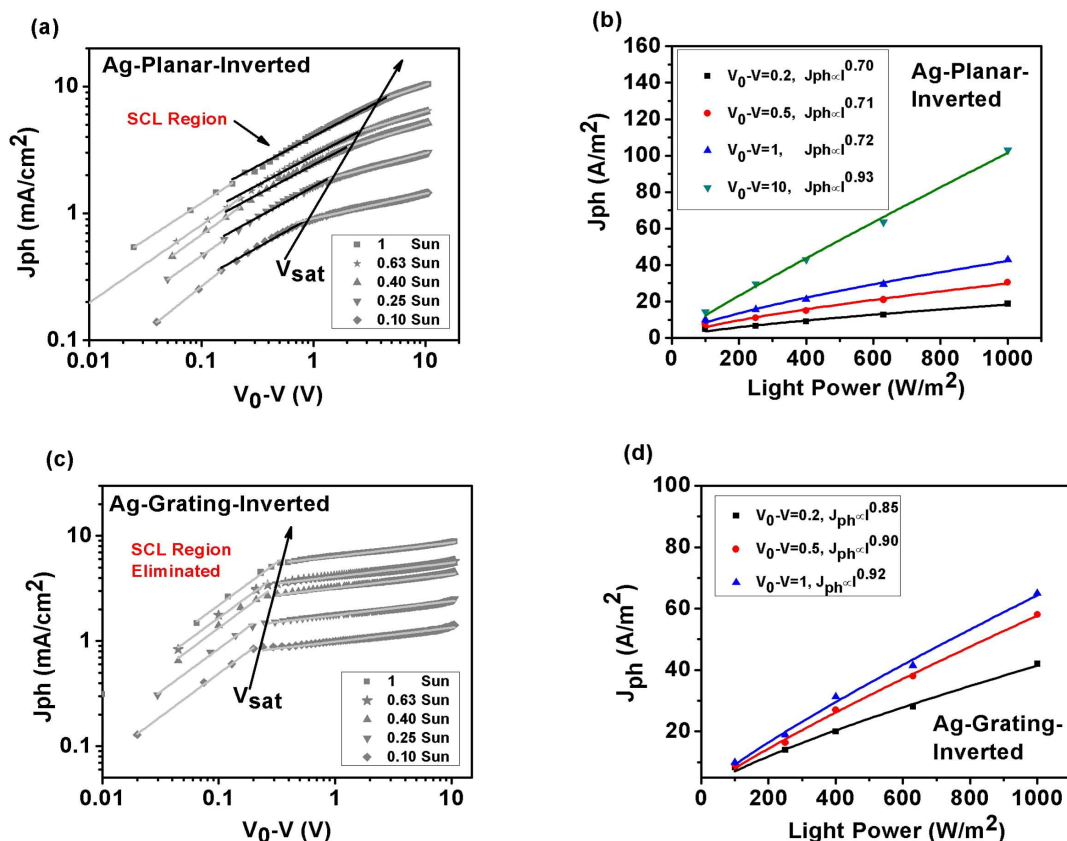 (a)
Ag-Planar-Inverted
SCL Region
Vsat
1 Sun
0.63 Sun
0.40 Sun
0.25 Sun
0.10 Sun
10
1
0.1
0.01
0.1
1
10
Jph (mA/cm²)
V₀-V (V)
(b)
V₀-V=0.2, Jph∝I^0.70
V₀-V=0.5, Jph∝I^0.71
V₀-V=1, Jph∝I^0.72
V₀-V=10, Jph∝I^0.93
Ag-Planar-
Inverted
160
140
120
100
80
60
40
20
0
0
200
400
600
800
1000
Jph (A/m²)
Light Power (W/m²)
(c)
Ag-Grating-Inverted
SCL Region
Eliminated
Vsat
1 Sun
0.63 Sun
0.40 Sun
0.25 Sun
0.10 Sun
10
1
0.1
0.01
0.1
1
10
Jph (mA/cm²)
V₀-V (V)
(d)
V₀-V=0.2, Jph∝I^0.85
V₀-V=0.5, Jph∝I^0.90
V₀-V=1, Jph∝I^0.92
Ag-Grating-
Inverted
100
80
60
40
20
0
200
400
600
800
1000
Jph (A/m²)
Light Power (W/m²)